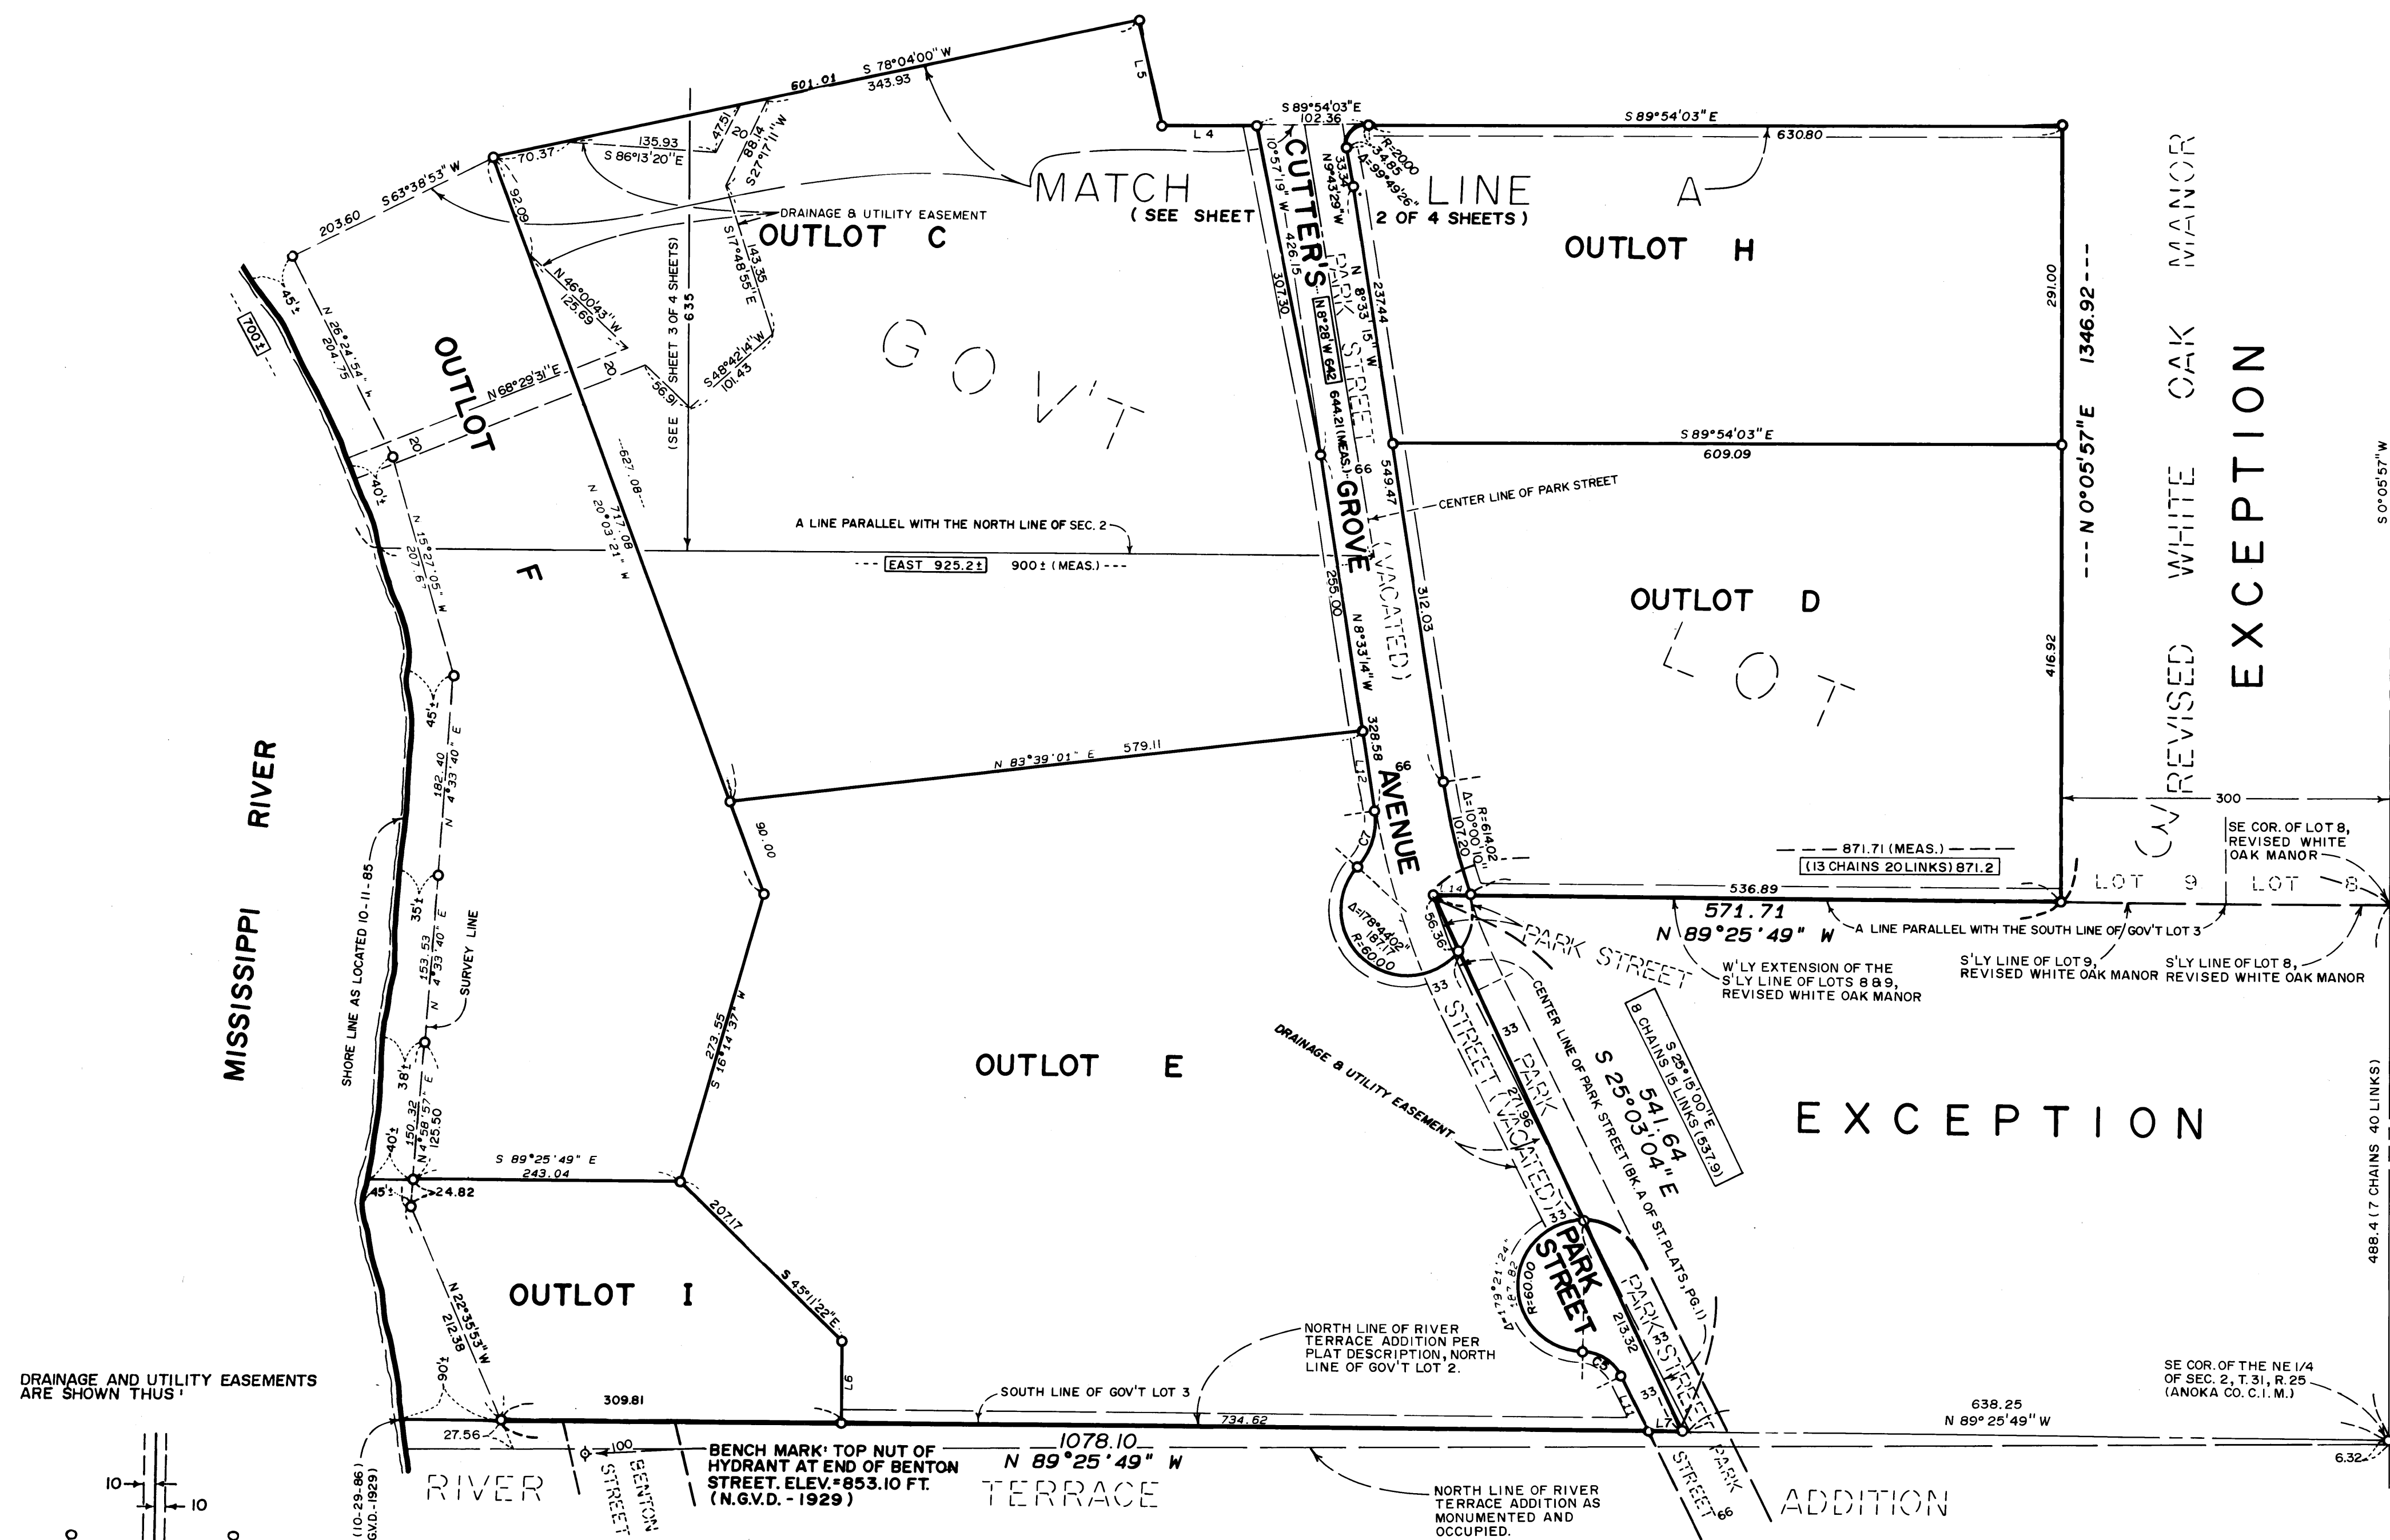 S 78°04'00" W
601.01
343.93
L5
S 89°54'03"E
102.36
L 4
S 89°54'03"E
630.80
R=20.00
34.85
Δ=99°49'26"
33.34
N9°43'29"W
70.37
135.93
S 86°13'20"E
47.51
20
88.14
S27°17'11"W
203.60
S63°38'53" W
92.09
MATCH
LINE
A
(SEE SHEET
2 OF 4 SHEETS)
DRAINAGE & UTILITY EASEMENT
OUTLOT C
OUTLOT H
143.35
S17°48'55"E
(SEE SHEET 3 OF 4 SHEETS)
635
N 46°00'43"W
125.69
S48°42'14"W
101.43
56.91
20
N68°29'31"E
20
45'±
700±
N 26°24'54" W
204.75
40'±
OUTLOT
F
GOV'T
LOT
3
CUTTER'S
GROVE
AVENUE
10°57'19" W
426.15
307.30
PARK STREET
(VACATED)
N 8°28'W 642
644.21 (MEAS.)
N 8°33'15" W
237.44
549.47
66
CENTER LINE OF PARK STREET
S 89°54'03"E
609.09
291.00
---N 0°05'57"E 1346.92---
REVISED WHITE OAK MANOR
EXCEPTION
S 0°05'57"W
---627.08---
717.08
N 20°03'21" W
A LINE PARALLEL WITH THE NORTH LINE OF SEC. 2
--- EAST 925.2± 900± (MEAS.) ---
N 15°27'05" W
255.00
N 8°33'14"W
312.03
OUTLOT D
416.92
45'±
182.40
N 4°33'40" E
N 83°39'01" E
579.11
328.58
L12
66
R=614.02
Δ=10°00'10"
107.20
90.00
C7
300
SE COR. OF LOT 8,
REVISED WHITE
OAK MANOR
871.71 (MEAS.)
(13 CHAINS 20 LINKS) 871.2
LOT 9
LOT 8
L14
536.89
571.71
N 89°25'49" W
A LINE PARALLEL WITH THE SOUTH LINE OF GOV'T LOT 3
MISSISSIPPI RIVER
SHORE LINE AS LOCATED 10-11-85
35'±
153.53
N 4°33'40" E
SURVEY LINE
Δ=178°44'02"
187.17
R=60.00
56.36
PARK STREET
W'LY EXTENSION OF THE
S'LY LINE OF LOTS 8 & 9,
REVISED WHITE OAK MANOR
S'LY LINE OF LOT 9,
REVISED WHITE OAK MANOR
S'LY LINE OF LOT 8,
REVISED WHITE OAK MANOR
33
33
273.55
S 16°14'37" W
OUTLOT E
DRAINAGE & UTILITY EASEMENT
STREET (VACATED)
PARK
271.96
CENTER LINE OF PARK STREET (BK. A OF ST. PLATS, PG. 1)
541.64
S 25°03'04" E
S 25°15'00"E
8 CHAINS 15 LINKS (537.9)
EXCEPTION
488.4 (7 CHAINS 40 LINKS)
38'±
150.32
N 4°58'57" E
125.50
40'±
S 89°25'49" E
243.04
45'±
24.82
207.17
S 45°11'22"E
OUTLOT I
N 22°35'53" W
212.38
33
PARK
STREET
Δ=179°21'24"
187.82
R=60.00
213.32
C5
33
33
L11
L7
PARK STREET
NORTH LINE OF RIVER
TERRACE ADDITION PER
PLAT DESCRIPTION, NORTH
LINE OF GOV'T LOT 2.
SE COR. OF THE NE 1/4
OF SEC. 2, T. 31, R. 25
(ANOKA CO. C.I.M.)
DRAINAGE AND UTILITY EASEMENTS
ARE SHOWN THUS:
90'±
309.81
L6
SOUTH LINE OF GOV'T LOT 3
734.62
638.25
N 89°25'49" W
27.56
1078.10
N 89°25'49" W
6.32
100
BENCH MARK: TOP NUT OF
HYDRANT AT END OF BENTON
STREET. ELEV.=853.10 FT.
(N.G.V.D. - 1929)
BENTON
STREET
RIVER TERRACE ADDITION
NORTH LINE OF RIVER
TERRACE ADDITION AS
MONUMENTED AND
OCCUPIED.
PARK
STREET
66
10
10
(10-29-86)
G.V.D.-1929)